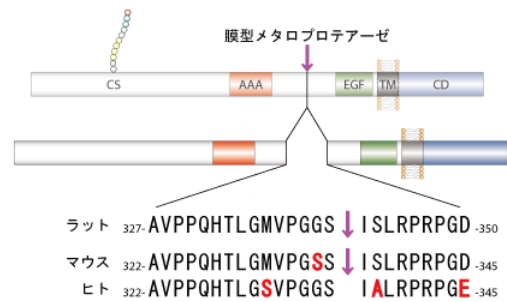 膜型メタロプロテアーゼ
CS AAA EGF TM CD
ラット 327- AVPPQHTLGMVPGGS ISLRPRPGD -350
マウス 322- AVPPQHTLGMVPGSS ISLRPRPGD -345
ヒト 322- AVPPQHTLGSVPGGS IALRPRPGE -345